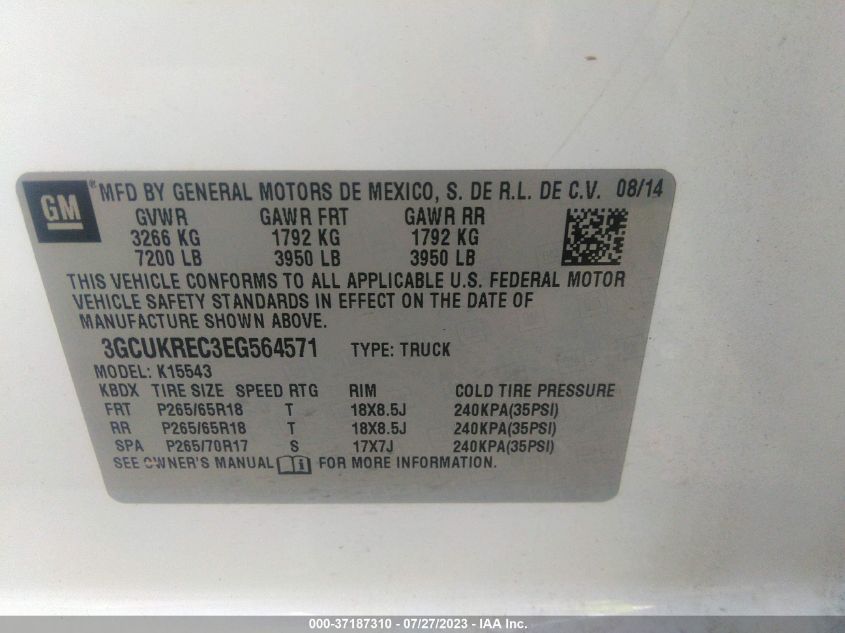 GM ® MFD BY GENERAL MOTORS DE MEXICO, S. DE R.L. DE C.V. 08/14
GVWR GAWR FRT GAWR RR
3266 KG 1792 KG 1792 KG
7200 LB 3950 LB 3950 LB
THIS VEHICLE CONFORMS TO ALL APPLICABLE U.S. FEDERAL MOTOR
VEHICLE SAFETY STANDARDS IN EFFECT ON THE DATE OF
MANUFACTURE SHOWN ABOVE.
3GCUKREC3EG564571 TYPE: TRUCK
MODEL: K15543
KBDX TIRE SIZE SPEED RTG RIM COLD TIRE PRESSURE
FRT P265/65R18 T 18X8.5J 240KPA(35PSI)
RR P265/65R18 T 18X8.5J 240KPA(35PSI)
SPA P265/70R17 S 17X7J 240KPA(35PSI)
SEE OWNER'S MANUAL i FOR MORE INFORMATION.
000-37187310 - 07/27/2023 - IAA Inc.